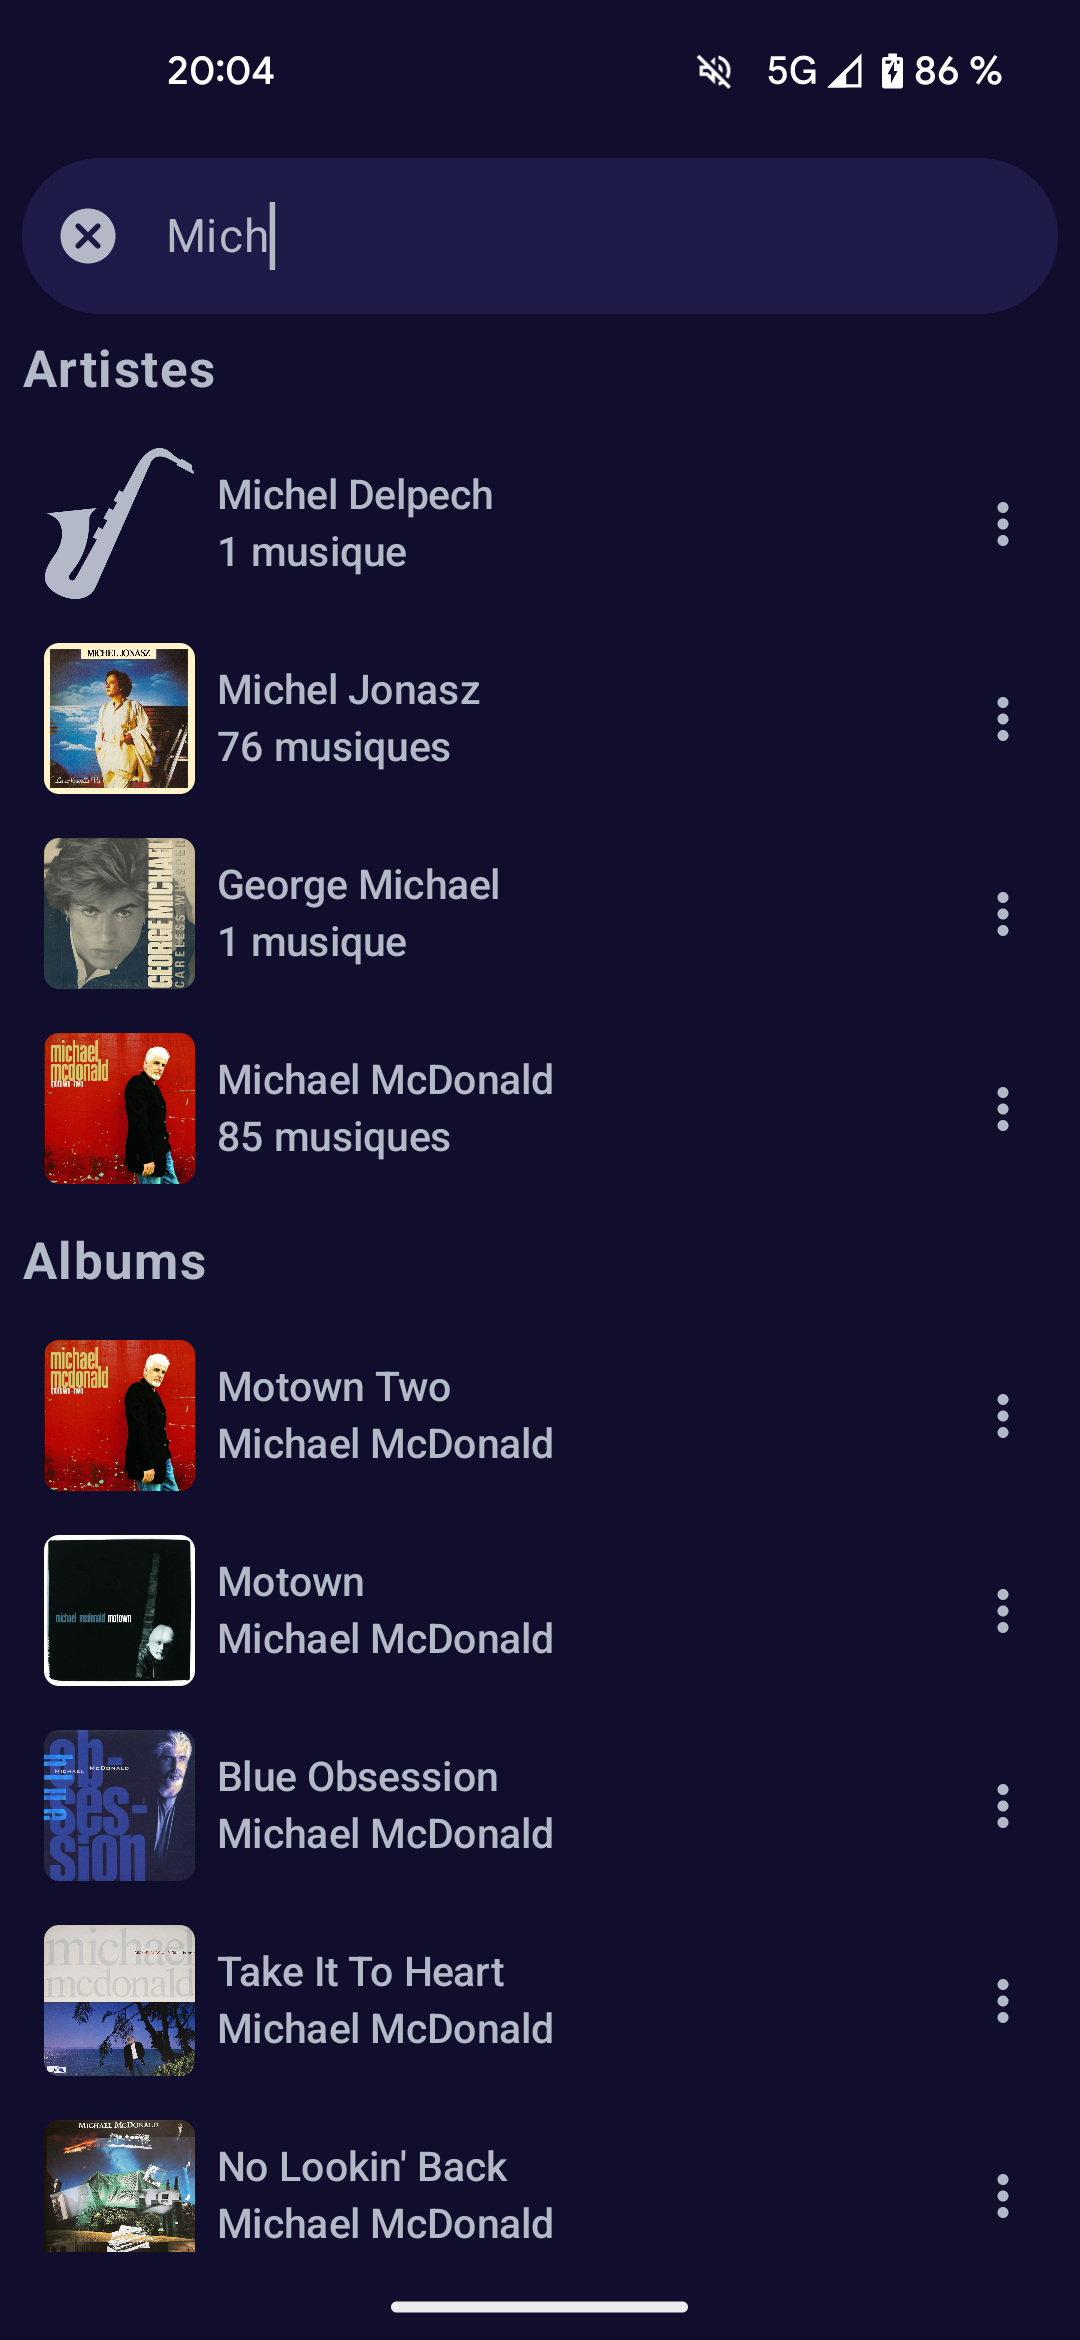 20:04
5G
86 %
Mich
Artistes
Michel Delpech
1 musique
MICHEL JONASZ
Michel Jonasz
76 musiques
GEORGE MICHAEL
CARELESS WHISPER
George Michael
1 musique
michael
mcdonald
motown two
Michael McDonald
85 musiques
Albums
michael
mcdonald
motown two
Motown Two
Michael McDonald
michael mcdonald motown
Motown
Michael McDonald
ob-
blue
MICHAEL McDONALD
ses-
sion
Blue Obsession
Michael McDonald
michael
mcdonald
Take It To Heart
Michael McDonald
MICHAEL McDONALD
No Lookin' Back
Michael McDonald